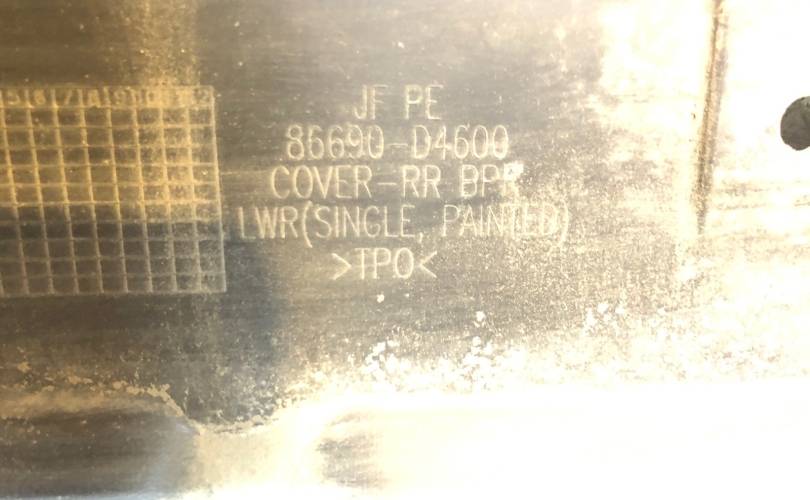 JF PE
86690-D4600
COVER-RR BPR
LWR(SINGLE, PAINTED)
>TPO<